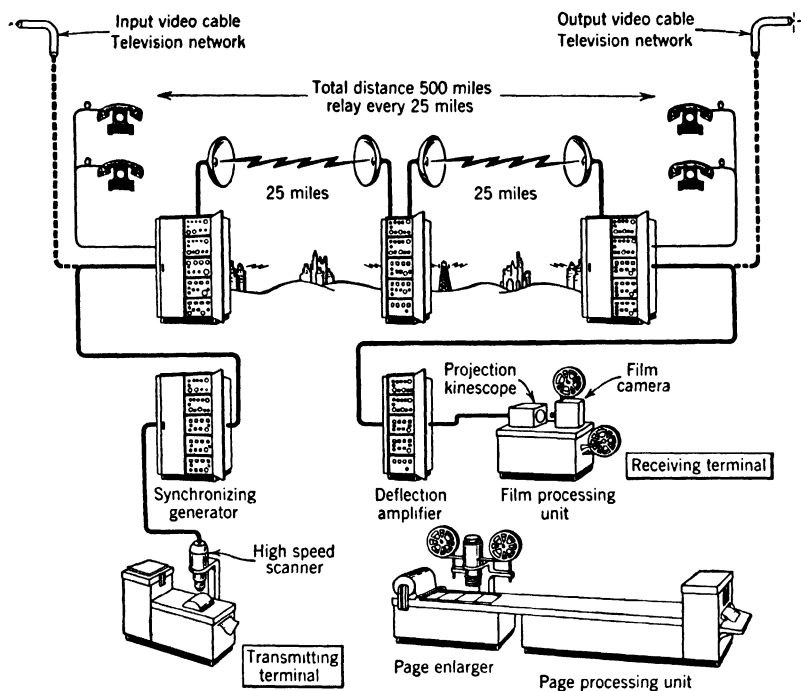 Input video cable
Television network
Output video cable
Television network
Total distance 500 miles
relay every 25 miles
25 miles
25 miles
Projection
kinescope
Film
camera
Receiving terminal
Synchronizing
generator
Deflection
amplifier
Film processing
unit
High speed
scanner
Transmitting
terminal
Page enlarger
Page processing unit